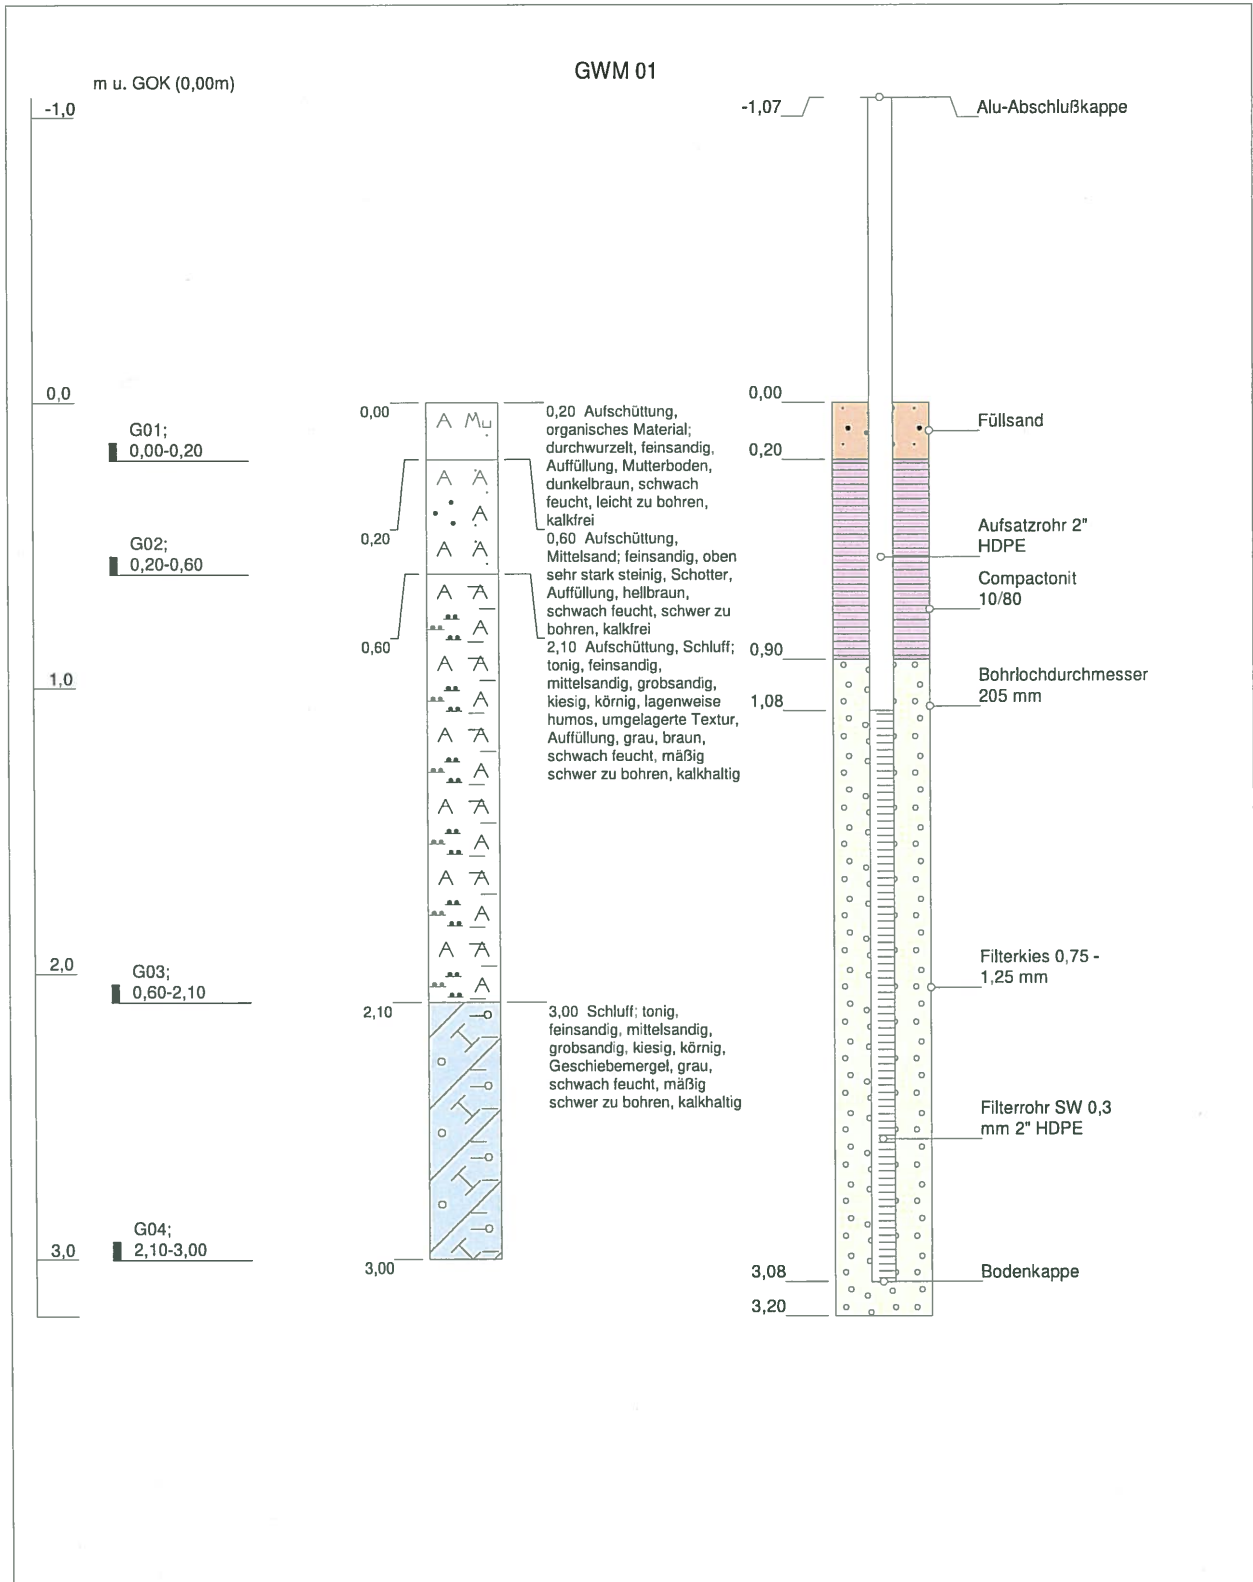 GWM 01
m u. GOK (0,00m)
-1,0
0,0
1,0
2,0
3,0
G01;
0,00-0,20
G02;
0,20-0,60
G03;
0,60-2,10
G04;
2,10-3,00
0,00
0,20
0,60
2,10
3,00
0,20 Aufschüttung,
organisches Material;
durchwurzelt, feinsandig,
Auffüllung, Mutterboden,
dunkelbraun, schwach
feucht, leicht zu bohren,
kalkfrei
0,60 Aufschüttung,
Mittelsand; feinsandig, oben
sehr stark steinig, Schotter,
Auffüllung, hellbraun,
schwach feucht, schwer zu
bohren, kalkfrei
2,10 Aufschüttung, Schluff;
tonig, feinsandig,
mittelsandig, grobsandig,
kiesig, körnig, lagenweise
humos, umgelagerte Textur,
Auffüllung, grau, braun,
schwach feucht, mäßig
schwer zu bohren, kalkhaltig
3,00 Schluff; tonig,
feinsandig, mittelsandig,
grobsandig, kiesig, körnig,
Geschiebemergel, grau,
schwach feucht, mäßig
schwer zu bohren, kalkhaltig
-1,07
0,00
0,20
0,90
1,08
3,08
3,20
Alu-Abschlußkappe
Füllsand
Aufsatzrohr 2"
HDPE
Compactonit
10/80
Bohrlochdurchmesser
205 mm
Filterkies 0,75 -
1,25 mm
Filterrohr SW 0,3
mm 2" HDPE
Bodenkappe